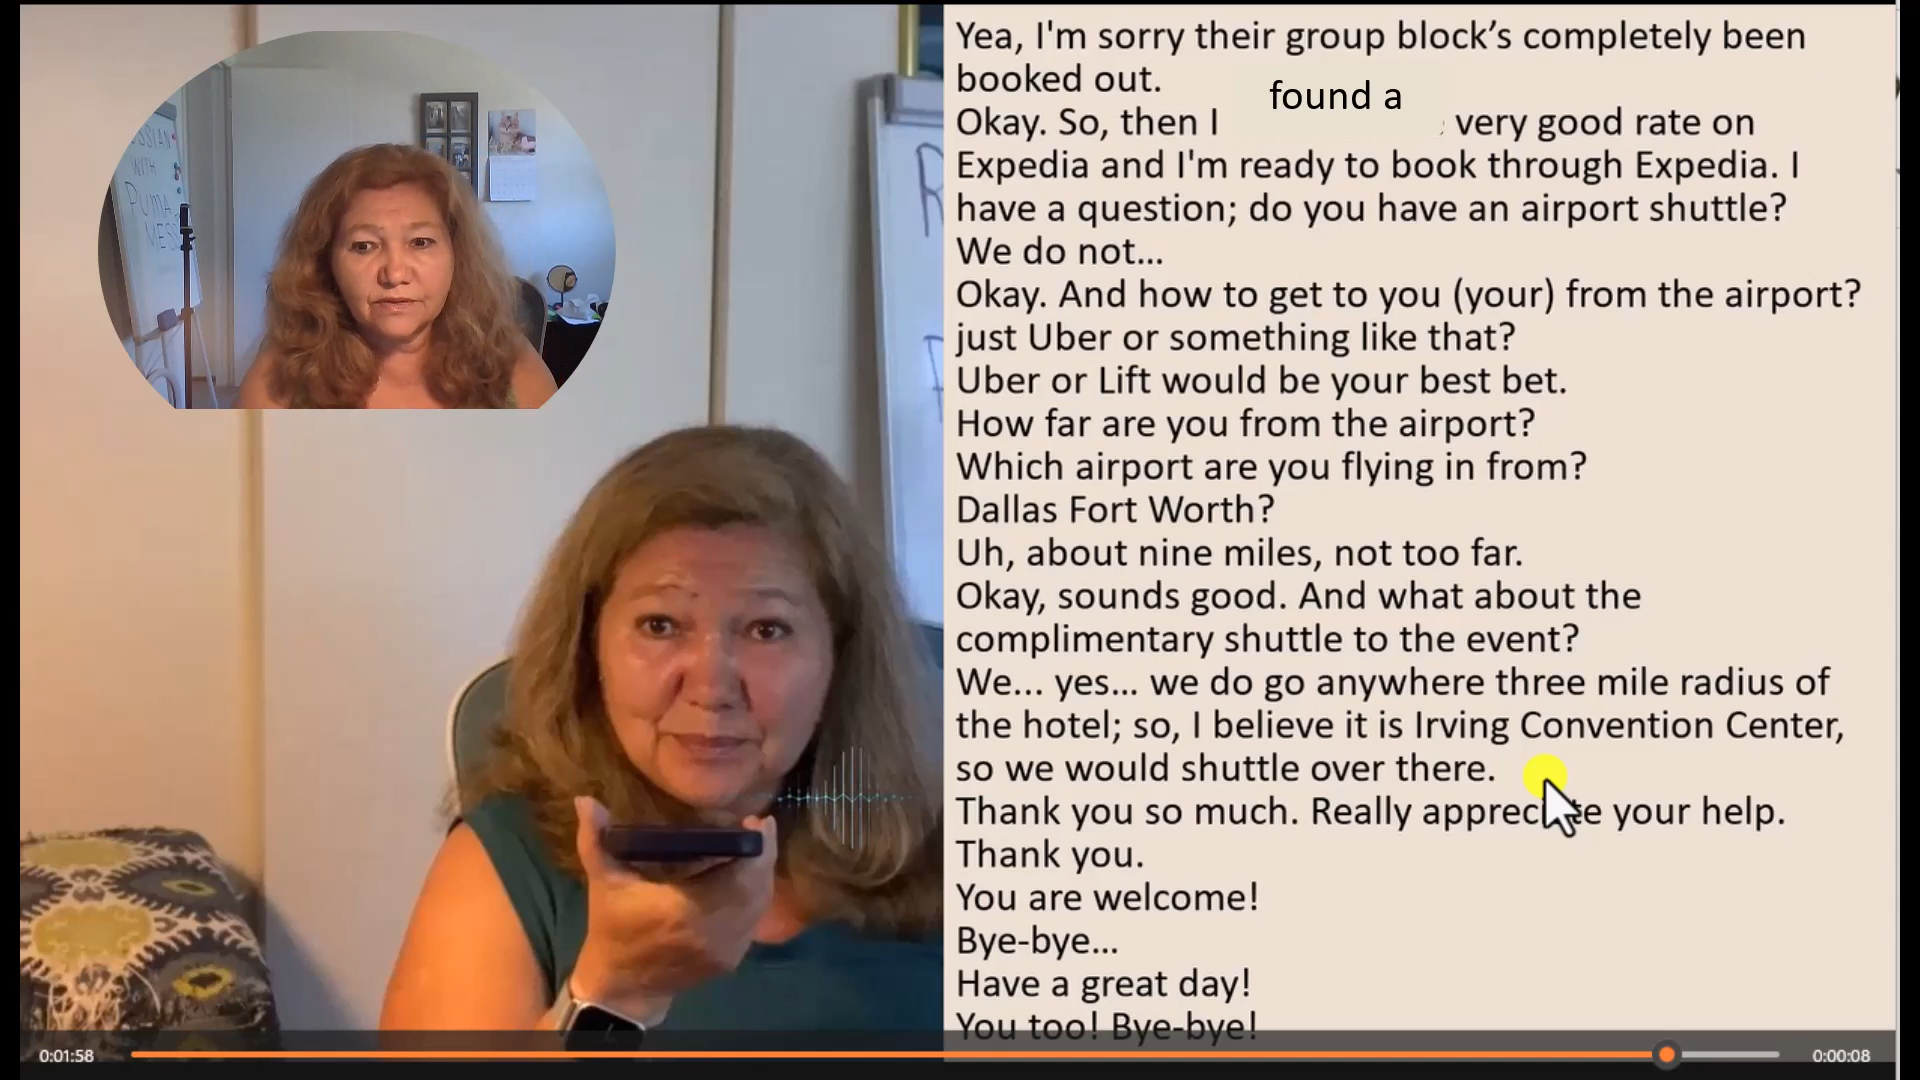 Yea, I'm sorry their group block’s completely been
booked out.
found a
Okay. So, then I very good rate on
Expedia and I'm ready to book through Expedia. I
have a question; do you have an airport shuttle?
We do not...
Okay. And how to get to you (your) from the airport?
just Uber or something like that?
Uber or Lift would be your best bet.
How far are you from the airport?
Which airport are you flying in from?
Dallas Fort Worth?
Uh, about nine miles, not too far.
Okay, sounds good. And what about the
complimentary shuttle to the event?
We... yes... we do go anywhere three mile radius of
the hotel; so, I believe it is Irving Convention Center,
so we would shuttle over there.
Thank you so much. Really appreciate your help.
Thank you.
You are welcome!
Bye-bye...
Have a great day!
You too! Bye-bye!
0:01:58
0:00:08
WITH
PUMA